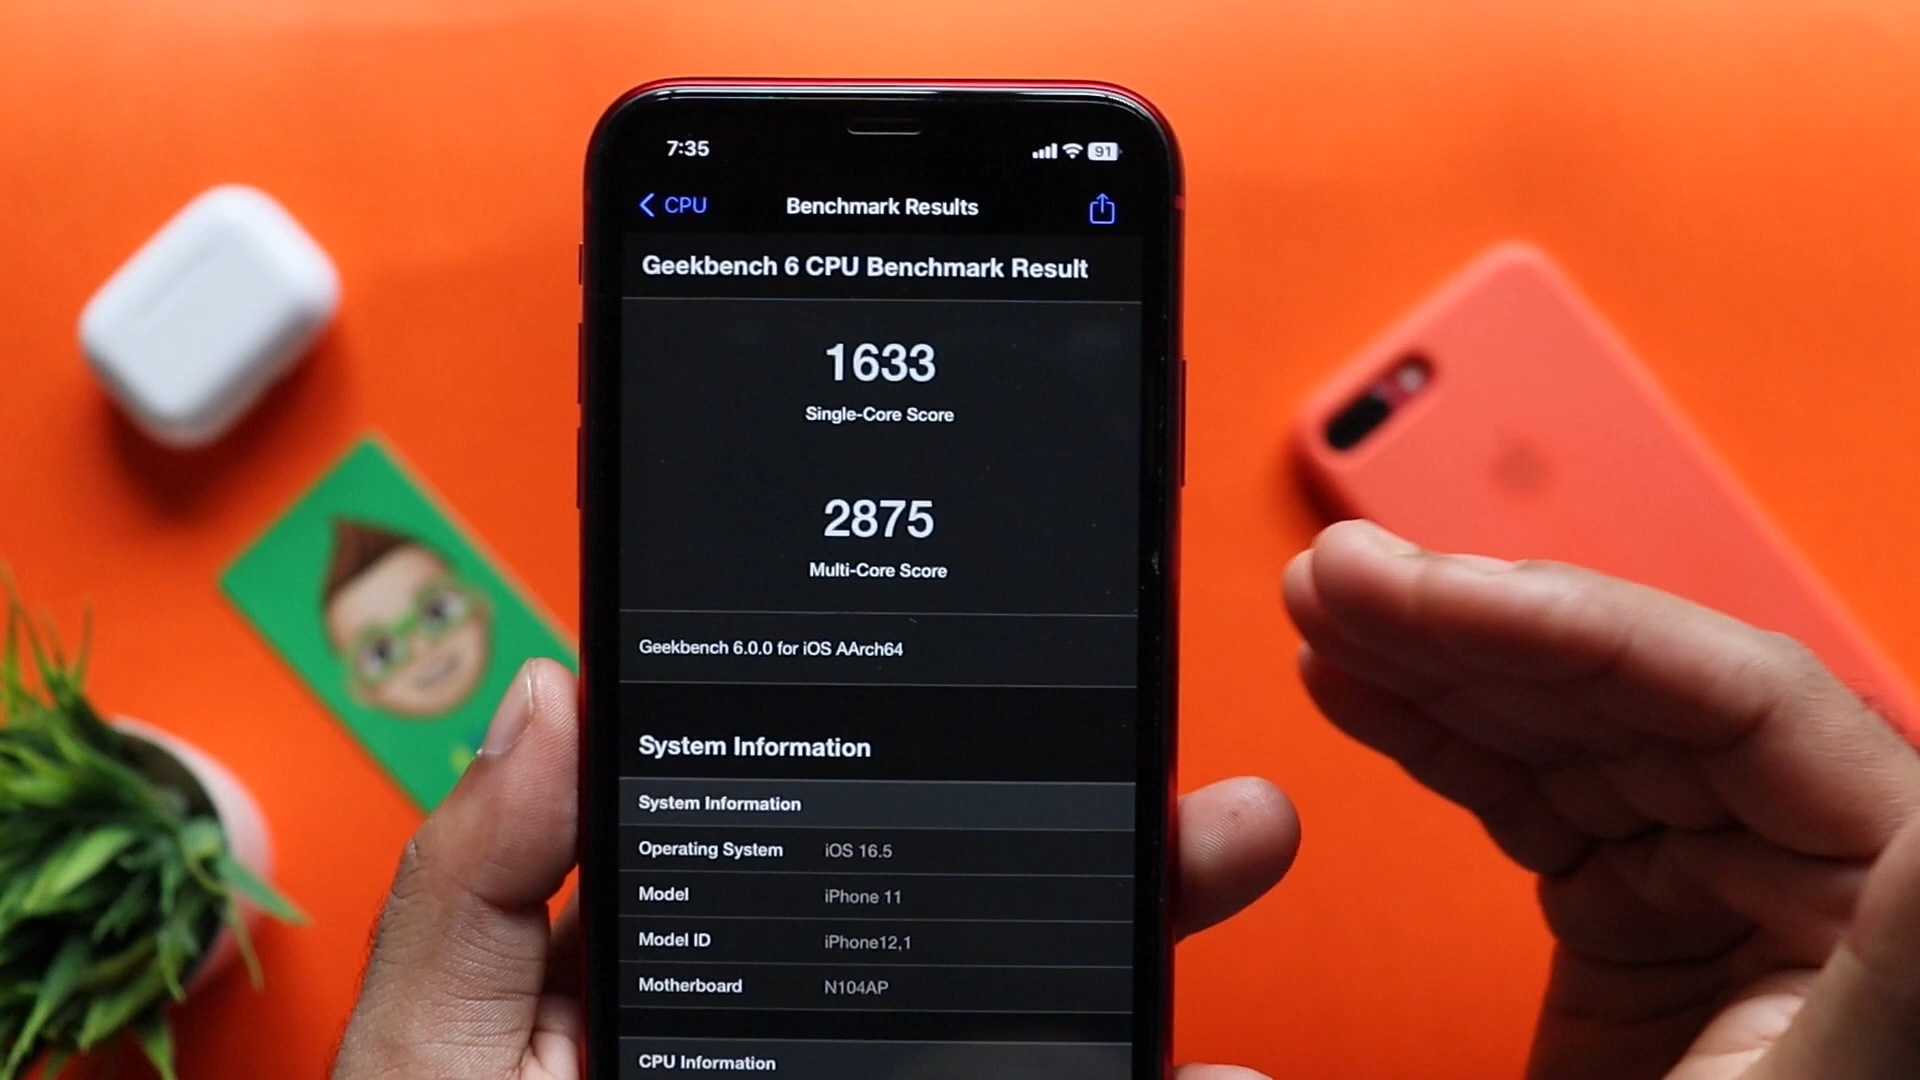 7:35
91
CPU
Benchmark Results
Geekbench 6 CPU Benchmark Result
1633
Single-Core Score
2875
Multi-Core Score
Geekbench 6.0.0 for iOS AArch64
System Information
System Information
Operating System iOS 16.5
Model iPhone 11
Model ID iPhone12,1
Motherboard N104AP
CPU Information